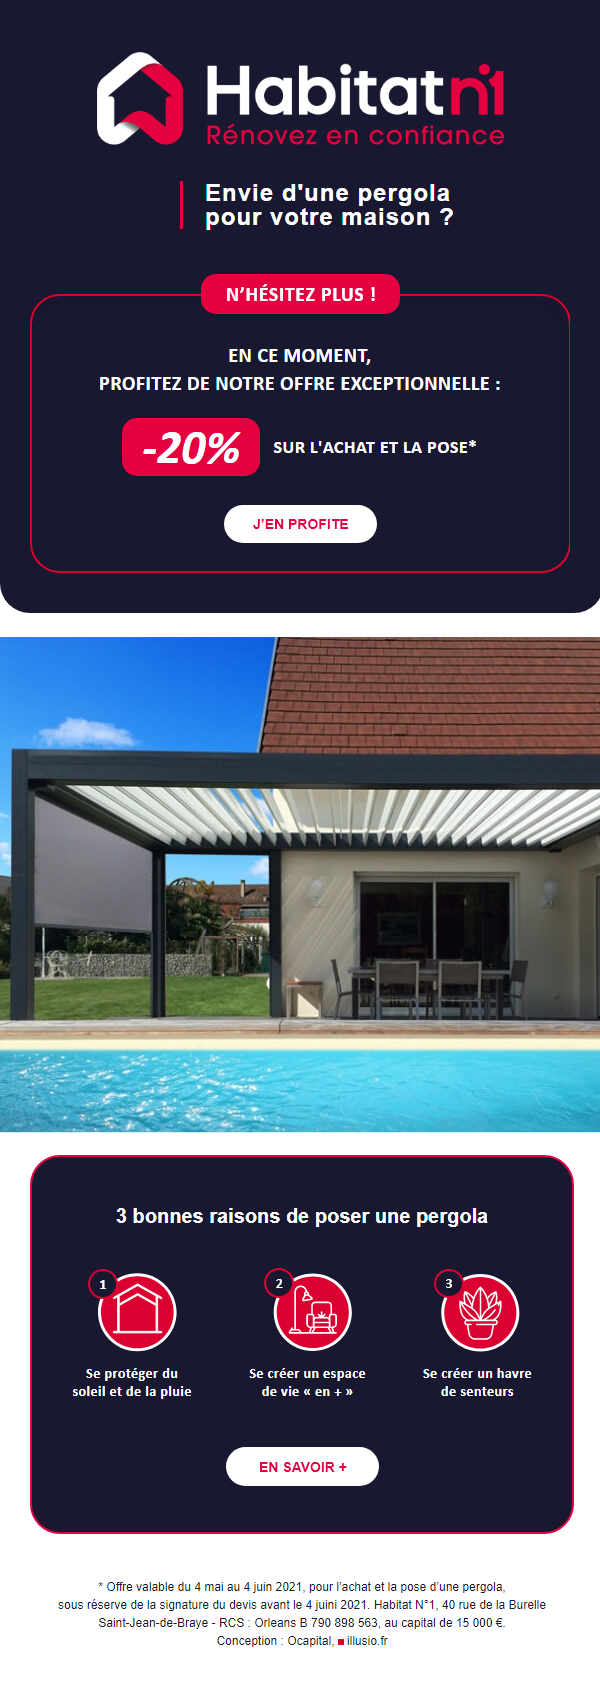 Habitat n°1
Rénovez en confiance
Envie d'une pergola
pour votre maison ?
N’HÉSITEZ PLUS !
EN CE MOMENT,
PROFITEZ DE NOTRE OFFRE EXCEPTIONNELLE :
-20% SUR L'ACHAT ET LA POSE*
J’EN PROFITE
3 bonnes raisons de poser une pergola
1
Se protéger du
soleil et de la pluie
2
Se créer un espace
de vie « en + »
3
Se créer un havre
de senteurs
EN SAVOIR +
* Offre valable du 4 mai au 4 juin 2021, pour l’achat et la pose d’une pergola,
sous réserve de la signature du devis avant le 4 juini 2021. Habitat N°1, 40 rue de la Burelle
Saint-Jean-de-Braye - RCS : Orleans B 790 898 563, au capital de 15 000 €.
Conception : Ocapital, illusio.fr